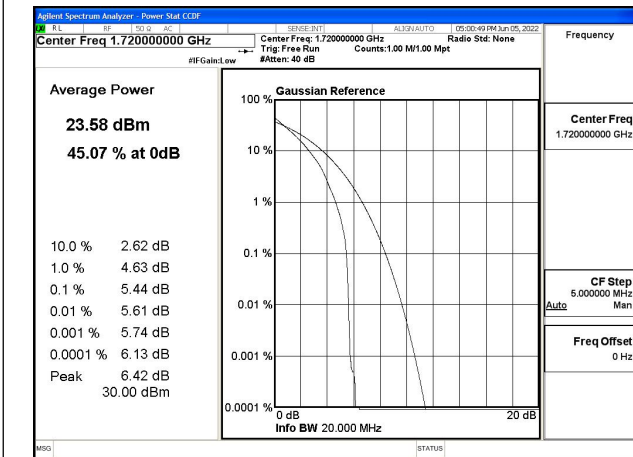 Agilent Spectrum Analyzer - Power Stat CCDF
RL RF 50 Ω AC SENSE:INT ALIGNAUTO 05:00:49 PM Jun 05, 2022
Center Freq 1.720000000 GHz
Center Freq: 1.720000000 GHz Radio Std: None
Trig: Free Run Counts:1.00 M/1.00 Mpt
#IFGain:Low #Atten: 40 dB
Frequency
Average Power
23.58 dBm
45.07 % at 0dB
10.0 % 2.62 dB
1.0 % 4.63 dB
0.1 % 5.44 dB
0.01 % 5.61 dB
0.001 % 5.74 dB
0.0001 % 6.13 dB
Peak 6.42 dB
30.00 dBm
Gaussian Reference
100 %
10 %
1 %
0.1 %
0.01 %
0.001 %
0.0001 %
0 dB 20 dB
Info BW 20.000 MHz
Center Freq
1.720000000 GHz
CF Step
5.000000 MHz
Auto Man
Freq Offset
0 Hz
MSG STATUS